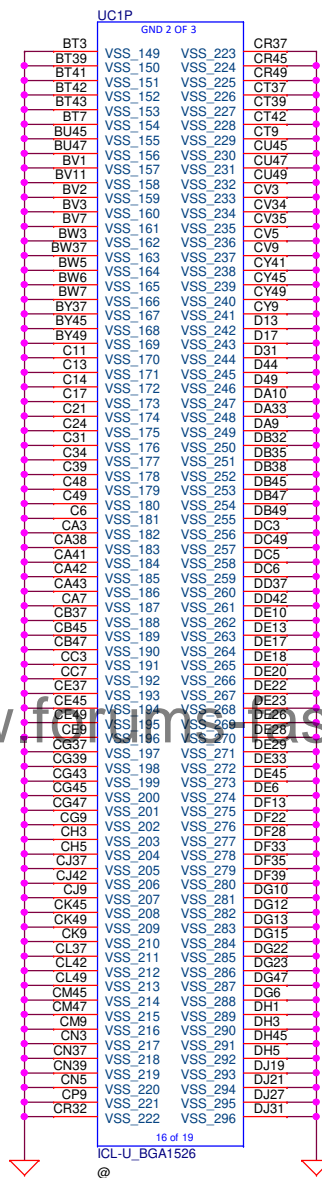 UC1P
GND 2 OF 3
BT3 VSS_149 VSS_223 CR37
BT39 VSS_150 VSS_224 CR45
BT41 VSS_151 VSS_225 CR49
BT42 VSS_152 VSS_226 CT37
BT43 VSS_153 VSS_227 CT39
BT7 VSS_154 VSS_228 CT42
BU45 VSS_155 VSS_229 CT9
BU47 VSS_156 VSS_230 CU45
BV1 VSS_157 VSS_231 CU47
BV11 VSS_158 VSS_232 CU49
BV2 VSS_159 VSS_233 CV3
BV3 VSS_160 VSS_234 CV34
BV7 VSS_161 VSS_235 CV35
BW3 VSS_162 VSS_236 CV5
BW37 VSS_163 VSS_237 CV9
BW5 VSS_164 VSS_238 CY41
BW6 VSS_165 VSS_239 CY45
BW7 VSS_166 VSS_240 CY49
BY37 VSS_167 VSS_241 CY9
BY45 VSS_168 VSS_242 D13
BY49 VSS_169 VSS_243 D17
C11 VSS_170 VSS_244 D31
C13 VSS_171 VSS_245 D44
C14 VSS_172 VSS_246 D49
C17 VSS_173 VSS_247 DA10
C21 VSS_174 VSS_248 DA33
C24 VSS_175 VSS_249 DA9
C31 VSS_176 VSS_250 DB32
C34 VSS_177 VSS_251 DB35
C39 VSS_178 VSS_252 DB38
C48 VSS_179 VSS_253 DB45
C49 VSS_180 VSS_254 DB47
C6 VSS_181 VSS_255 DB49
CA3 VSS_182 VSS_256 DC3
CA38 VSS_183 VSS_257 DC49
CA41 VSS_184 VSS_258 DC5
CA42 VSS_185 VSS_259 DC6
CA43 VSS_186 VSS_260 DD37
CA7 VSS_187 VSS_261 DD42
CB37 VSS_188 VSS_262 DE10
CB45 VSS_189 VSS_263 DE13
CB47 VSS_190 VSS_264 DE17
CC3 VSS_191 VSS_265 DE18
CC7 VSS_192 VSS_266 DE20
CE37 VSS_193 VSS_267 DE22
CE45 VSS_194 VSS_268 DE23
VSS_195 VSS_269 DE26
CE9 VSS_196 VSS_270 DE28
CG37 VSS_197 VSS_271 DE29
CG39 VSS_198 VSS_272 DE33
CG43 VSS_199 VSS_273 DE45
CG45 VSS_200 VSS_274 DE6
CG47 VSS_201 VSS_275 DF13
CG9 VSS_202 VSS_276 DF22
CH3 VSS_203 VSS_277 DF28
CH5 VSS_204 VSS_278 DF33
CJ37 VSS_205 VSS_279 DF35
CJ42 VSS_206 VSS_280 DF39
CJ9 VSS_207 VSS_281 DG10
CK45 VSS_208 VSS_282 DG12
CK49 VSS_209 VSS_283 DG13
CK9 VSS_210 VSS_284 DG15
CL37 VSS_211 VSS_285 DG22
CL42 VSS_212 VSS_286 DG23
CL49 VSS_213 VSS_287 DG47
CM45 VSS_214 VSS_288 DG6
CM47 VSS_215 VSS_289 DH1
CM9 VSS_216 VSS_290 DH3
CN3 VSS_217 VSS_291 DH45
CN37 VSS_218 VSS_292 DH5
CN39 VSS_219 VSS_293 DJ19
CN5 VSS_220 VSS_294 DJ21
CP9 VSS_221 VSS_295 DJ27
CR32 VSS_222 VSS_296 DJ31
16 of 19
ICL-U_BGA1526
@